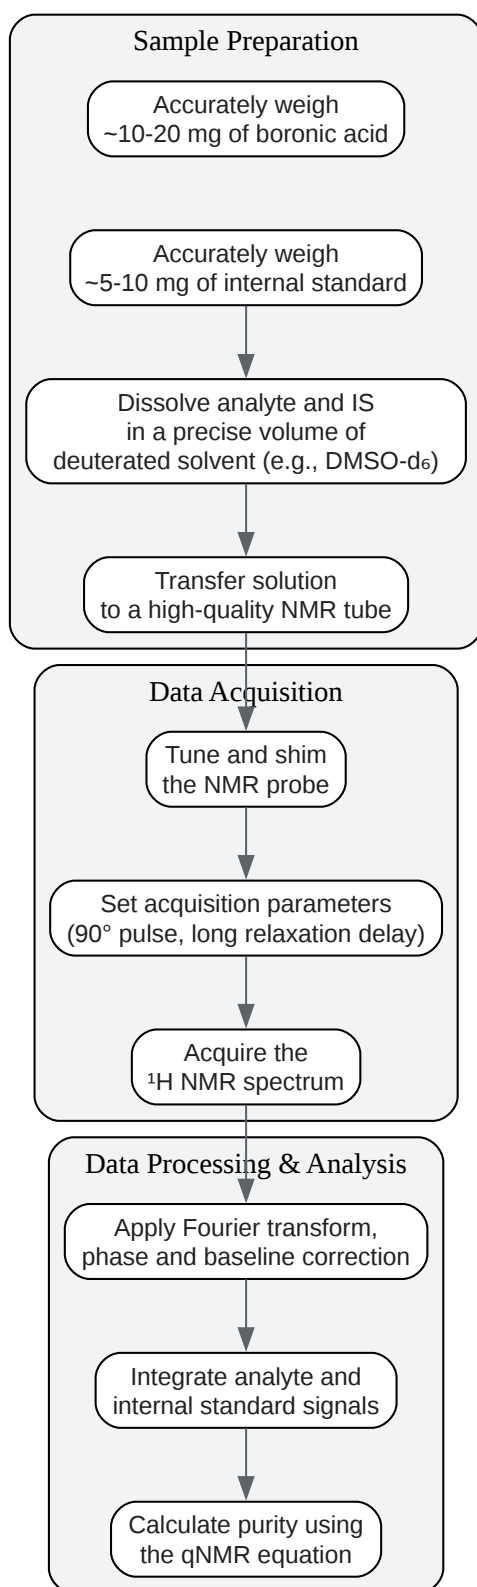 Sample Preparation
Accurately weigh
~10-20 mg of boronic acid
Accurately weigh
~5-10 mg of internal standard
Dissolve analyte and IS
in a precise volume of
deuterated solvent (e.g., DMSO-d₆)
Transfer solution
to a high-quality NMR tube
Data Acquisition
Tune and shim
the NMR probe
Set acquisition parameters
(90° pulse, long relaxation delay)
Acquire the
¹H NMR spectrum
Data Processing & Analysis
Apply Fourier transform,
phase and baseline correction
Integrate analyte and
internal standard signals
Calculate purity using
the qNMR equation